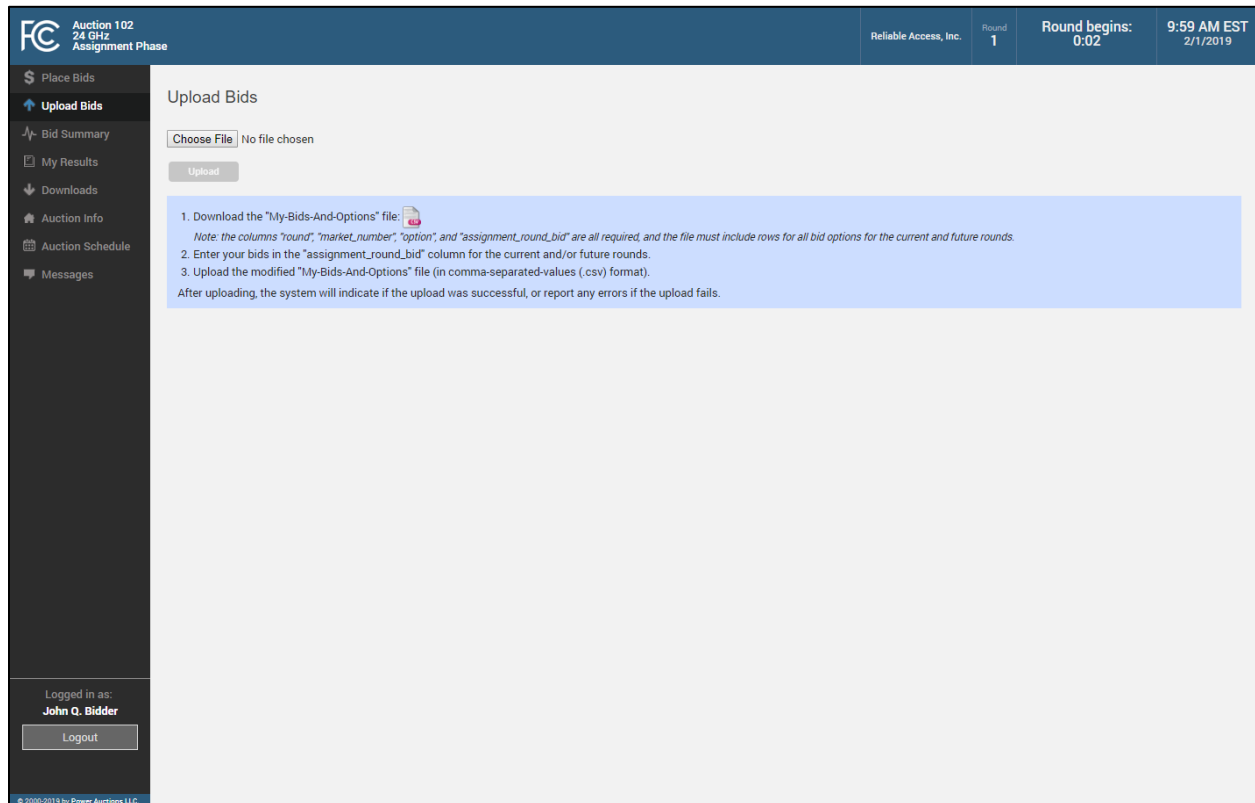 FCC
Auction 102
24 GHz
Assignment Phase
Reliable Access, Inc.
Round
1
Round begins:
0:02
9:59 AM EST
2/1/2019
Place Bids
Upload Bids
Bid Summary
My Results
Downloads
Auction Info
Auction Schedule
Messages
Upload Bids
Choose File No file chosen
Upload
1. Download the "My-Bids-And-Options" file:
Note: the columns "round", "market_number", "option", and "assignment_round_bid" are all required, and the file must include rows for all bid options for the current and future rounds.
2. Enter your bids in the "assignment_round_bid" column for the current and/or future rounds.
3. Upload the modified "My-Bids-And-Options" file (in comma-separated-values (.csv) format).
After uploading, the system will indicate if the upload was successful, or report any errors if the upload fails.
Logged in as:
John Q. Bidder
Logout
© 2000-2019 by Power Auctions LLC